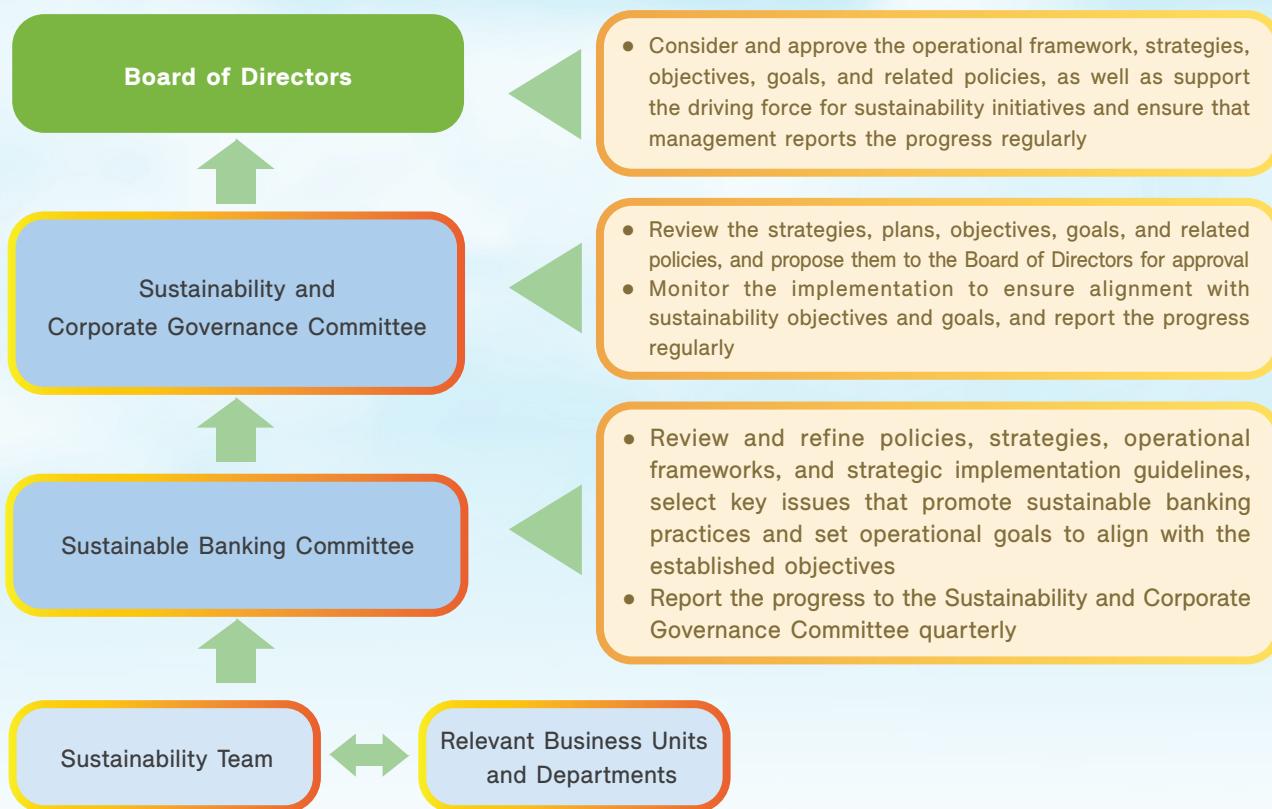 Board of Directors
● Consider and approve the operational framework, strategies,
objectives, goals, and related policies, as well as support
the driving force for sustainability initiatives and ensure that
management reports the progress regularly
Sustainability and
Corporate Governance Committee
● Review the strategies, plans, objectives, goals, and related
policies, and propose them to the Board of Directors for approval
● Monitor the implementation to ensure alignment with
sustainability objectives and goals, and report the progress
regularly
Sustainable Banking Committee
● Review and refine policies, strategies, operational
frameworks, and strategic implementation guidelines,
select key issues that promote sustainable banking
practices and set operational goals to align with the
established objectives
● Report the progress to the Sustainability and Corporate
Governance Committee quarterly
Sustainability Team
Relevant Business Units
and Departments